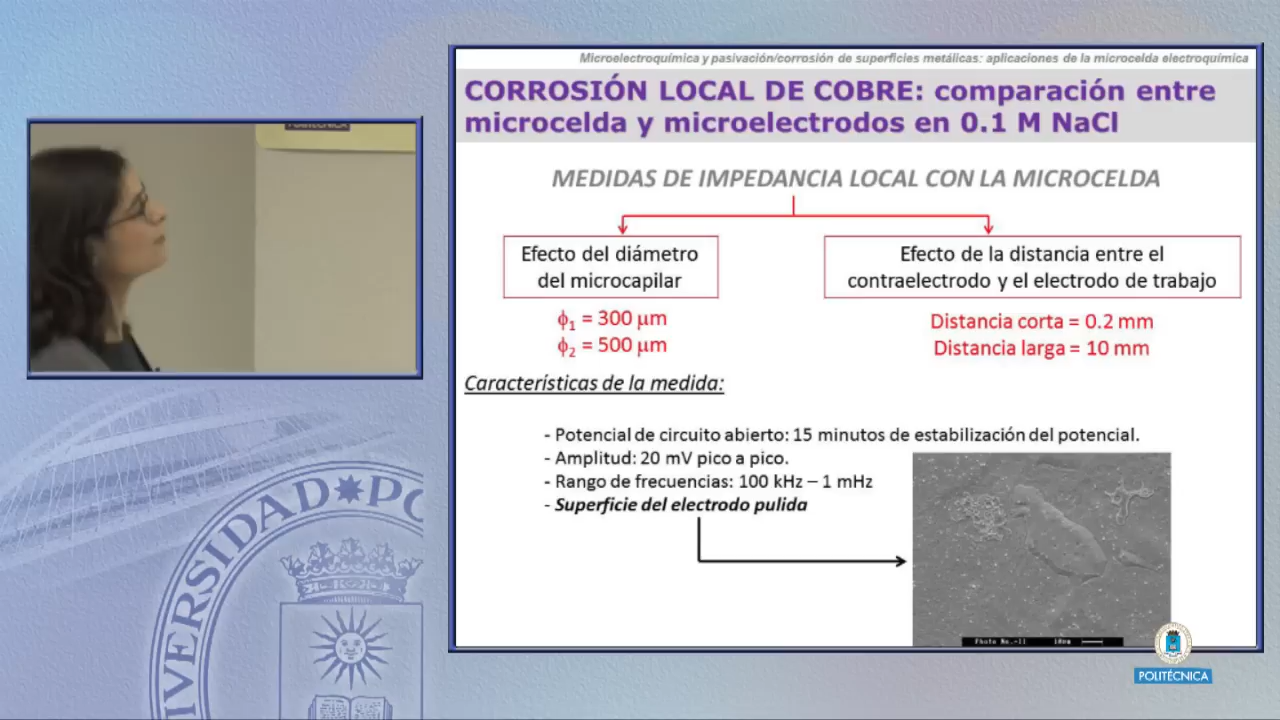 Microelectroquímica y pasivación/corrosión de superficies metálicas: aplicaciones de la microcelda electroquímica
CORROSIÓN LOCAL DE COBRE: comparación entre
microcelda y microelectrodos en 0.1 M NaCl
MEDIDAS DE IMPEDANCIA LOCAL CON LA MICROCELDA
Efecto del diámetro
del microcapilar
ϕ1 = 300 μm
ϕ2 = 500 μm
Efecto de la distancia entre el
contraelectrodo y el electrodo de trabajo
Distancia corta = 0.2 mm
Distancia larga = 10 mm
Características de la medida:
- Potencial de circuito abierto: 15 minutos de estabilización del potencial.
- Amplitud: 20 mV pico a pico.
- Rango de frecuencias: 100 kHz – 1 mHz
- Superficie del electrodo pulida
POLITÉCNICA
IVERSIDAD PO
POLITÉCNICA